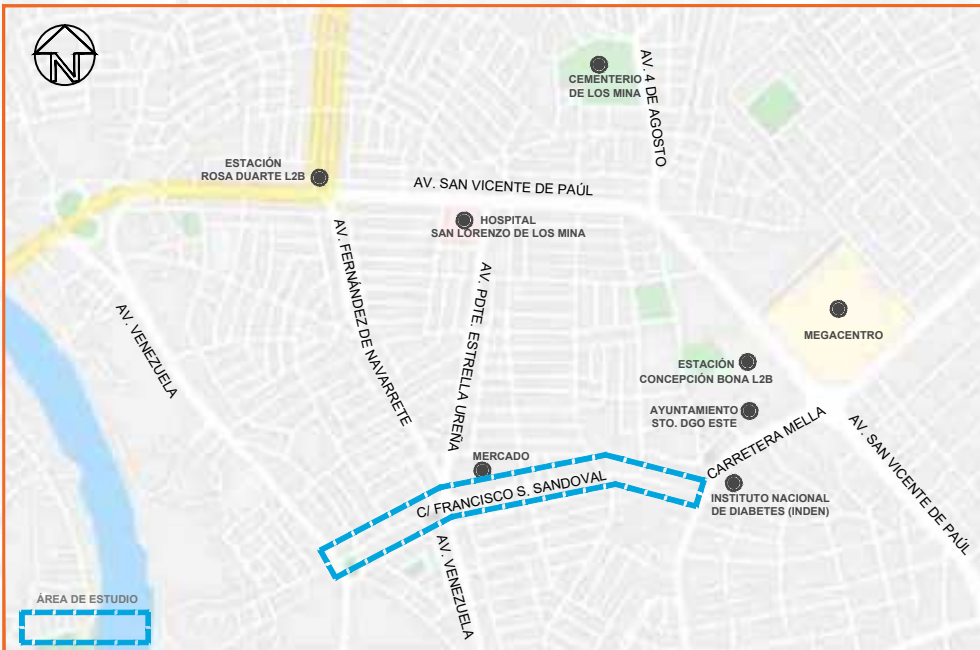 N
CEMENTERIO
DE LOS MINA
AV. 4 DE AGOSTO
ESTACIÓN
ROSA DUARTE L2B
AV. SAN VICENTE DE PAÚL
HOSPITAL
SAN LORENZO DE LOS MINA
AV. FERNÁNDEZ DE NAVARRETE
AV. PDTE. ESTRELLA UREÑA
AV. VENEZUELA
MEGACENTRO
ESTACIÓN
CONCEPCIÓN BONA L2B
AYUNTAMIENTO
STO. DGO ESTE
CARRETERA MELLA
AV. SAN VICENTE DE PAÚL
MERCADO
C/ FRANCISCO S. SANDOVAL
INSTITUTO NACIONAL
DE DIABETES (INDEN)
AV. VENEZUELA
ÁREA DE ESTUDIO